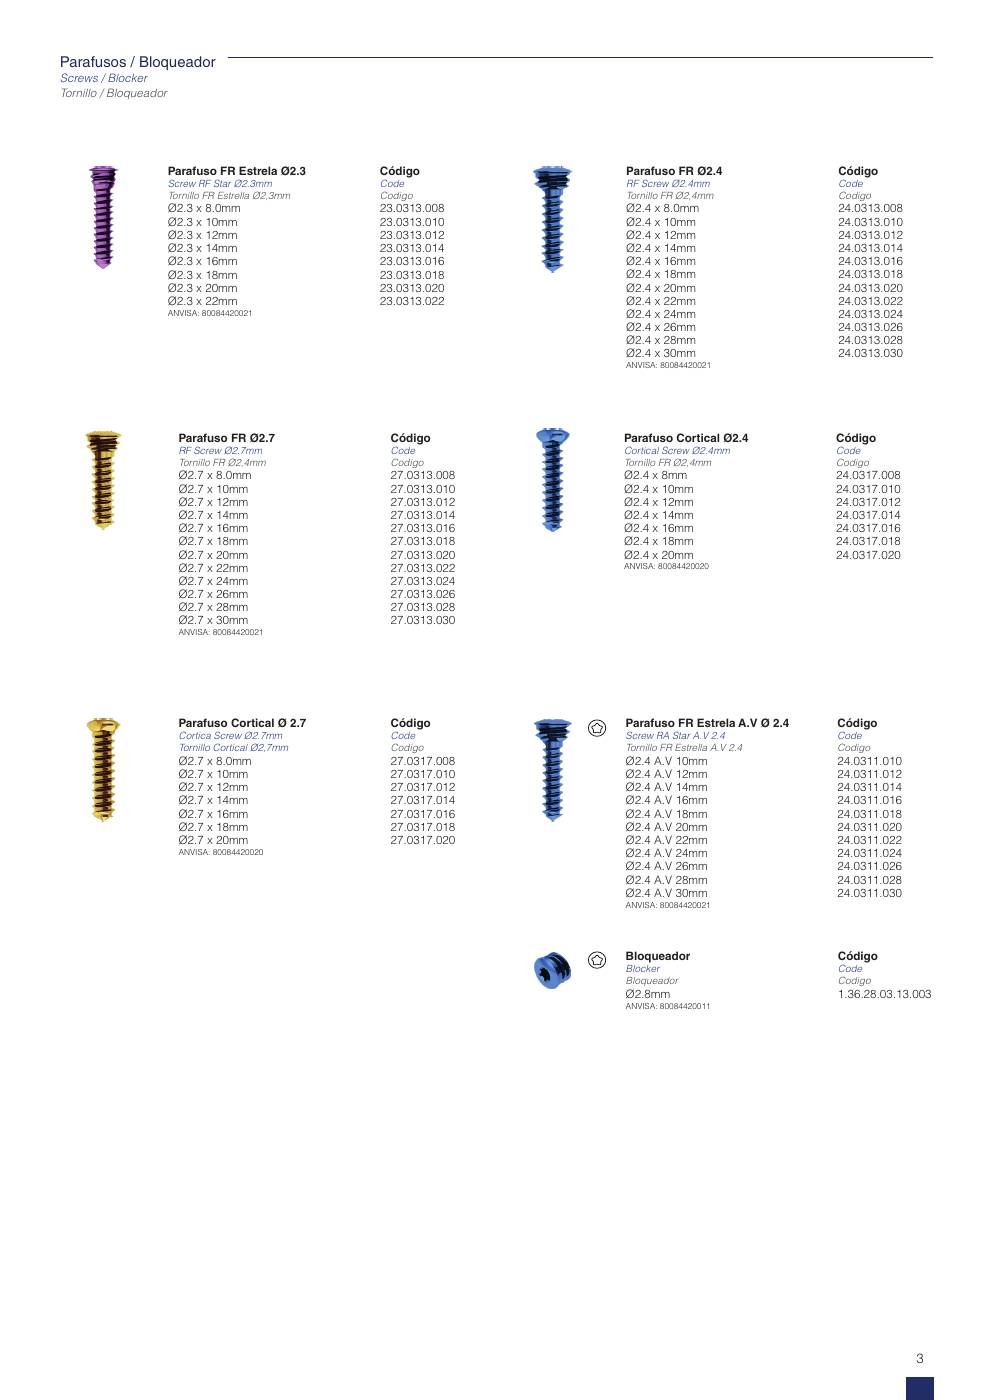 Parafusos / Bloqueador
Screws / Blocker
Tornillo / Bloqueador
Parafuso FR Estrela Ø2.3 Código
Screw RF Star Ø2.3mm Code
Tornillo FR Estrella Ø2,3mm Codigo
Ø2.3 x 8.0mm 23.0313.008
Ø2.3 x 10mm 23.0313.010
Ø2.3 x 12mm 23.0313.012
Ø2.3 x 14mm 23.0313.014
Ø2.3 x 16mm 23.0313.016
Ø2.3 x 18mm 23.0313.018
Ø2.3 x 20mm 23.0313.020
Ø2.3 x 22mm 23.0313.022
ANVISA: 80084420021
Parafuso FR Ø2.4 Código
RF Screw Ø2.4mm Code
Tornillo FR Ø2,4mm Codigo
Ø2.4 x 8.0mm 24.0313.008
Ø2.4 x 10mm 24.0313.010
Ø2.4 x 12mm 24.0313.012
Ø2.4 x 14mm 24.0313.014
Ø2.4 x 16mm 24.0313.016
Ø2.4 x 18mm 24.0313.018
Ø2.4 x 20mm 24.0313.020
Ø2.4 x 22mm 24.0313.022
Ø2.4 x 24mm 24.0313.024
Ø2.4 x 26mm 24.0313.026
Ø2.4 x 28mm 24.0313.028
Ø2.4 x 30mm 24.0313.030
ANVISA: 80084420021
Parafuso FR Ø2.7 Código
RF Screw Ø2,7mm Code
Tornillo FR Ø2,4mm Codigo
Ø2.7 x 8.0mm 27.0313.008
Ø2.7 x 10mm 27.0313.010
Ø2.7 x 12mm 27.0313.012
Ø2.7 x 14mm 27.0313.014
Ø2.7 x 16mm 27.0313.016
Ø2.7 x 18mm 27.0313.018
Ø2.7 x 20mm 27.0313.020
Ø2.7 x 22mm 27.0313.022
Ø2.7 x 24mm 27.0313.024
Ø2.7 x 26mm 27.0313.026
Ø2.7 x 28mm 27.0313.028
Ø2.7 x 30mm 27.0313.030
ANVISA: 80084420021
Parafuso Cortical Ø2.4 Código
Cortical Screw Ø2.4mm Code
Tornillo FR Ø2,4mm Codigo
Ø2.4 x 8mm 24.0317.008
Ø2.4 x 10mm 24.0317.010
Ø2.4 x 12mm 24.0317.012
Ø2.4 x 14mm 24.0317.014
Ø2.4 x 16mm 24.0317.016
Ø2.4 x 18mm 24.0317.018
Ø2.4 x 20mm 24.0317.020
ANVISA: 80084420020
Parafuso Cortical Ø 2.7 Código
Cortica Screw Ø2.7mm Code
Tornillo Cortical Ø2,7mm Codigo
Ø2.7 x 8.0mm 27.0317.008
Ø2.7 x 10mm 27.0317.010
Ø2.7 x 12mm 27.0317.012
Ø2.7 x 14mm 27.0317.014
Ø2.7 x 16mm 27.0317.016
Ø2.7 x 18mm 27.0317.018
Ø2.7 x 20mm 27.0317.020
ANVISA: 80084420020
Parafuso FR Estrela A.V Ø 2.4 Código
Screw RA Star A.V 2.4 Code
Tornillo FR Estrella A.V 2.4 Codigo
Ø2.4 A.V 10mm 24.0311.010
Ø2.4 A.V 12mm 24.0311.012
Ø2.4 A.V 14mm 24.0311.014
Ø2.4 A.V 16mm 24.0311.016
Ø2.4 A.V 18mm 24.0311.018
Ø2.4 A.V 20mm 24.0311.020
Ø2.4 A.V 22mm 24.0311.022
Ø2.4 A.V 24mm 24.0311.024
Ø2.4 A.V 26mm 24.0311.026
Ø2.4 A.V 28mm 24.0311.028
Ø2.4 A.V 30mm 24.0311.030
ANVISA: 80084420021
Bloqueador Código
Blocker Code
Bloqueador Codigo
Ø2.8mm 1.36.28.03.13.003
ANVISA: 80084420011
3